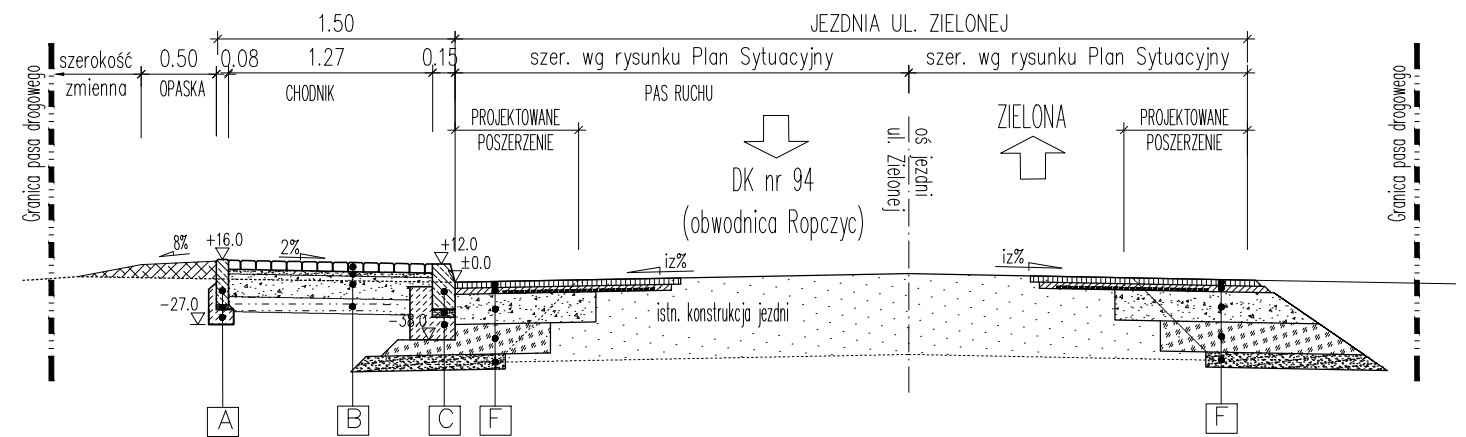 1.50
JEZDNIA UL. ZIELONEJ
szerokość
0.50
0.08
1.27
0.15
szer. wg rysunku Plan Sytuacyjny
szer. wg rysunku Plan Sytuacyjny
zmienna
OPASKA
CHODNIK
PAS RUCHU
PROJEKTOWANE
POSZERZENIE
ZIELONA
PROJEKTOWANE
POSZERZENIE
Granica pasa drogowego
DK nr 94
(obwodnica Ropczyc)
oś jezdni
ul. Zielonej
Granica pasa drogowego
8%
+16.0
2%
+12.0
±0.0
iz%
iz%
-27.0
-38.0
istn. konstrukcja jezdni
A
B
C
F
F